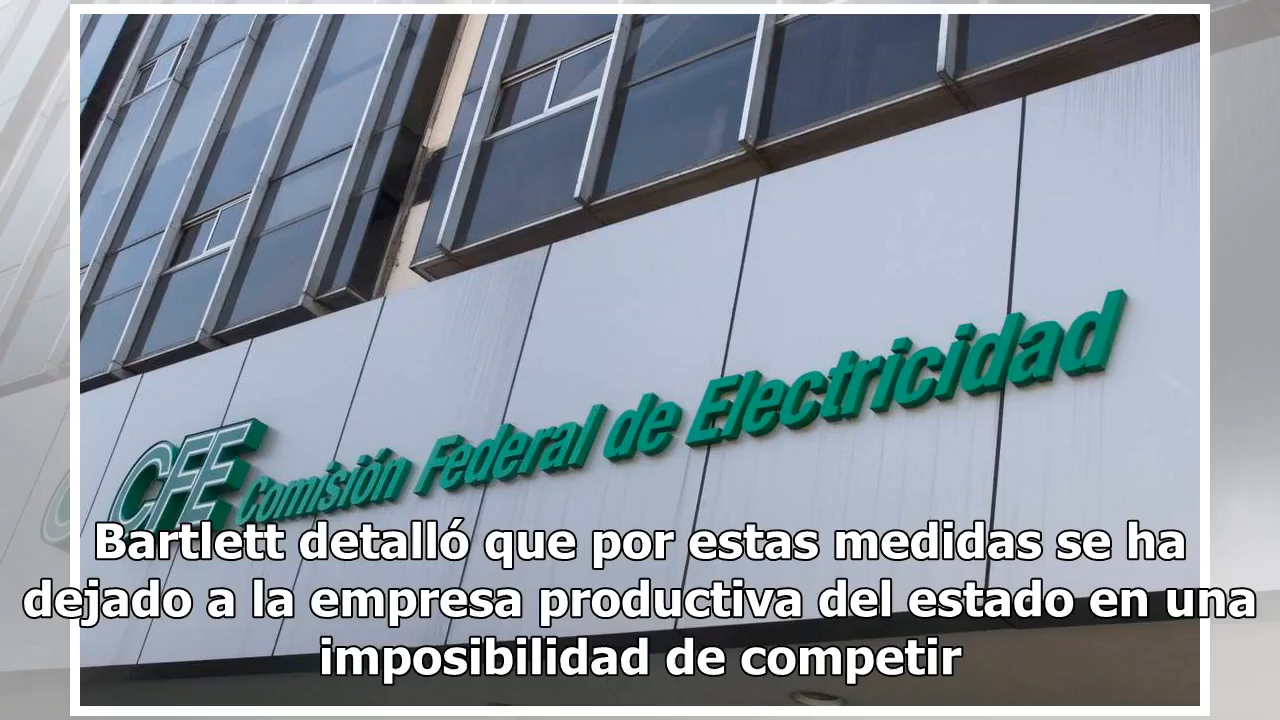 CFE Comisión Federal de Electricidad
Bartlett detalló que por estas medidas se ha
dejado a la empresa productiva del estado en una
imposibilidad de competir